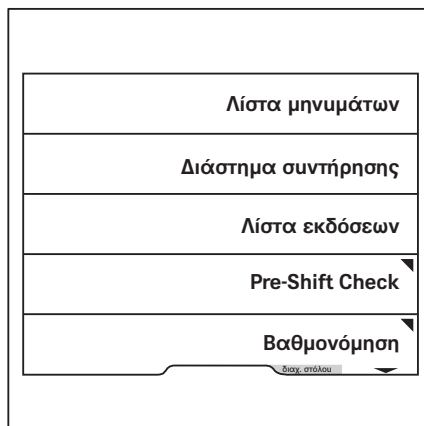 Λίστα μηνυμάτων
Διάστημα συντήρησης
Λίστα εκδόσεων
Pre-Shift Check
Βαθμονόμηση
διαχ. στόλου